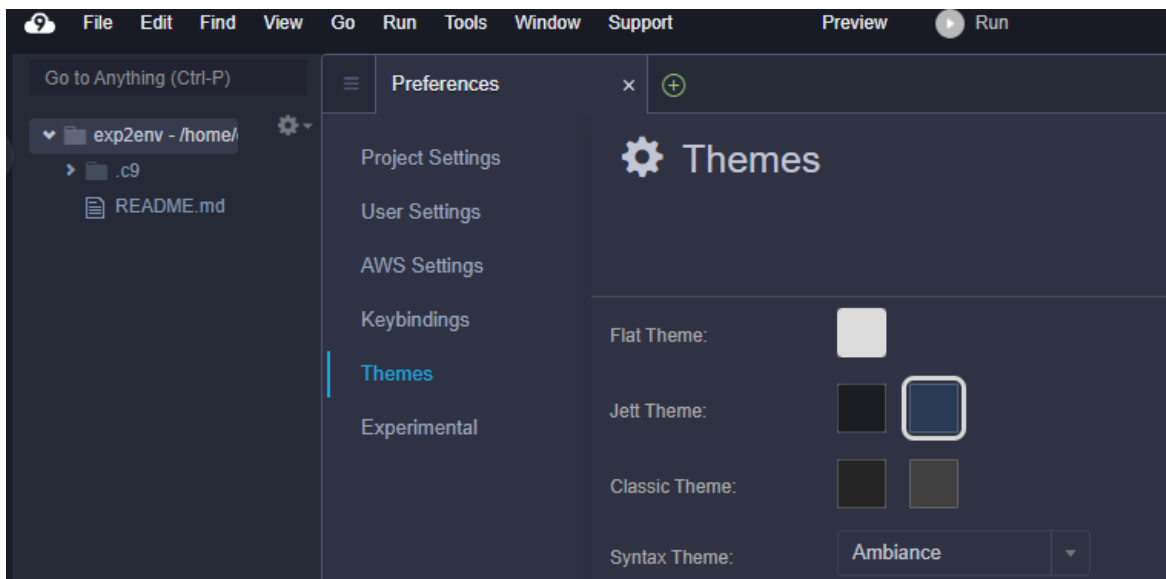 9 File Edit Find View Go Run Tools Window Support Preview Run
Go to Anything (Ctrl-P)
Preferences ×
exp2env - /home/
.c9
README.md
Project Settings
User Settings
AWS Settings
Keybindings
Themes
Experimental
Themes
Flat Theme:
Jett Theme:
Classic Theme:
Syntax Theme: Ambiance